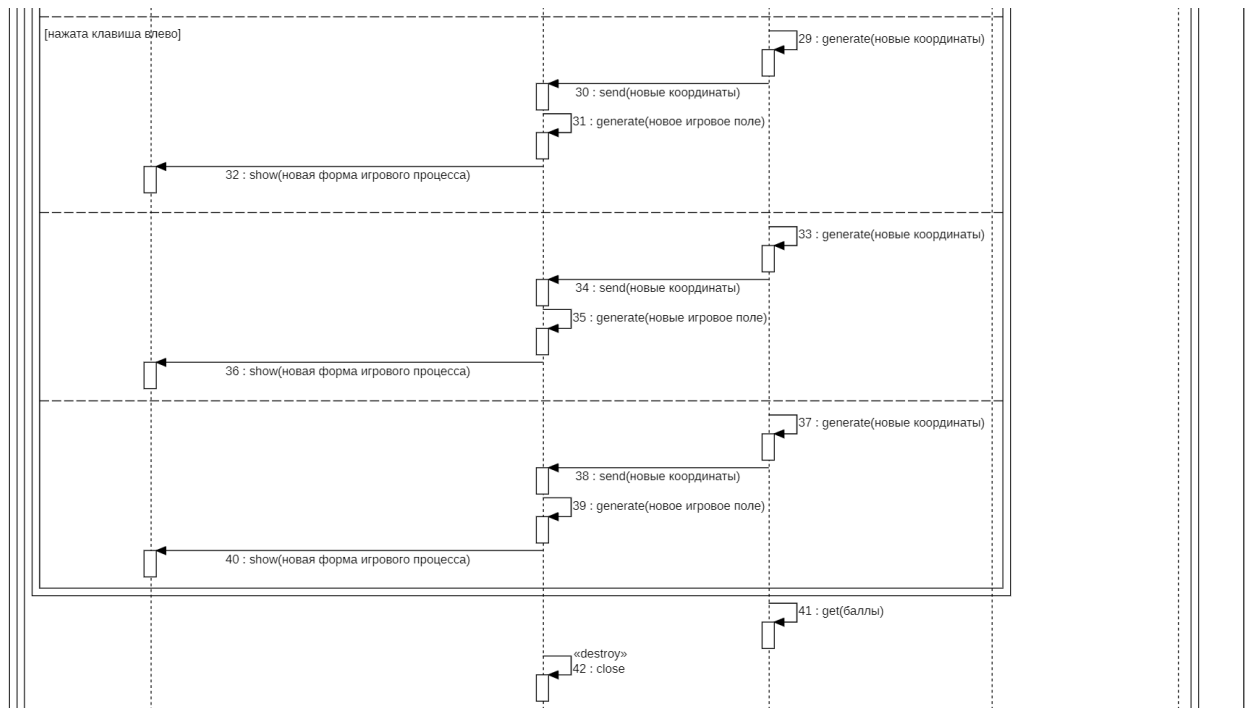 [нажата клавиша влево]
29 : generate(новые координаты)
30 : send(новые координаты)
31 : generate(новое игровое поле)
32 : show(новая форма игрового процесса)
33 : generate(новые координаты)
34 : send(новые координаты)
35 : generate(новые игровое поле)
36 : show(новая форма игрового процесса)
37 : generate(новые координаты)
38 : send(новые координаты)
39 : generate(новое игровое поле)
40 : show(новая форма игрового процесса)
41 : get(баллы)
«destroy»
42 : close